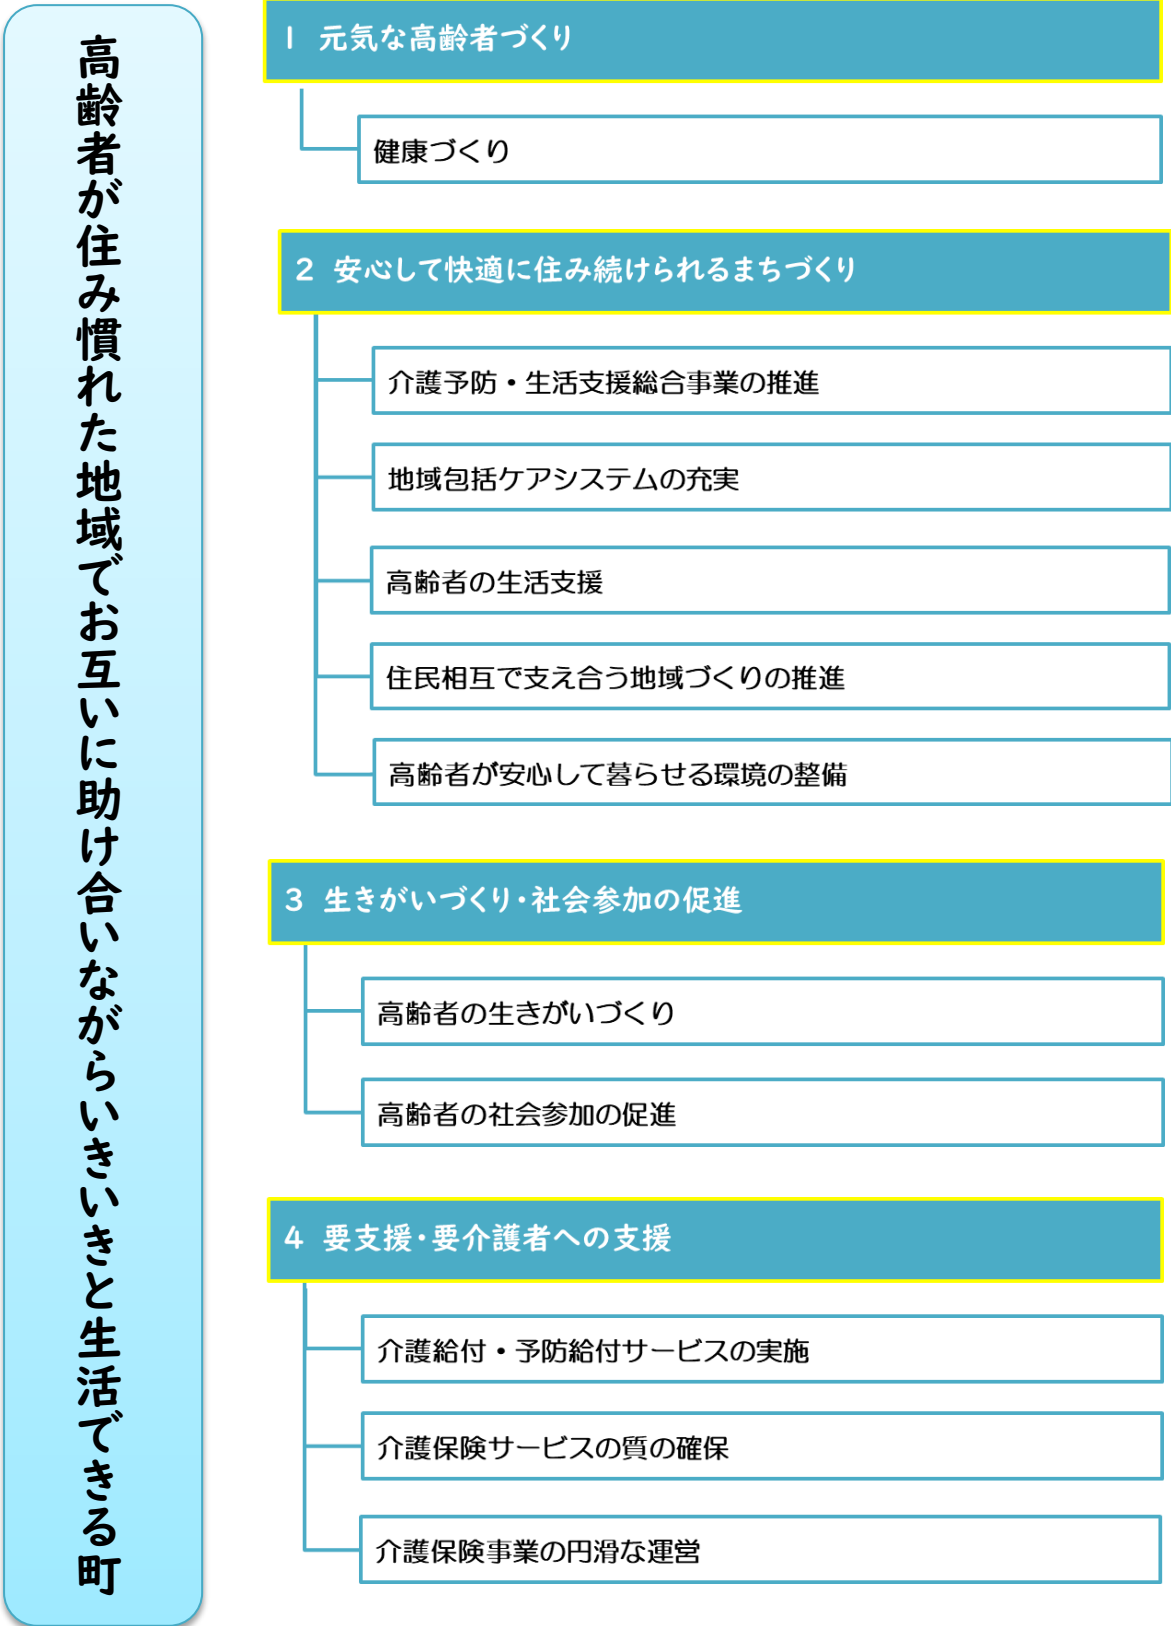 高齢者が住み慣れた地域でお互いに助け合いながらいきいきと生活できる町
1 元気な高齢者づくり
健康づくり
2 安心して快適に住み続けられるまちづくり
介護予防・生活支援総合事業の推進
地域包括ケアシステムの充実
高齢者の生活支援
住民相互で支え合う地域づくりの推進
高齢者が安心して暮らせる環境の整備
3 生きがいづくり・社会参加の促進
高齢者の生きがいづくり
高齢者の社会参加の促進
4 要支援・要介護者への支援
介護給付・予防給付サービスの実施
介護保険サービスの質の確保
介護保険事業の円滑な運営